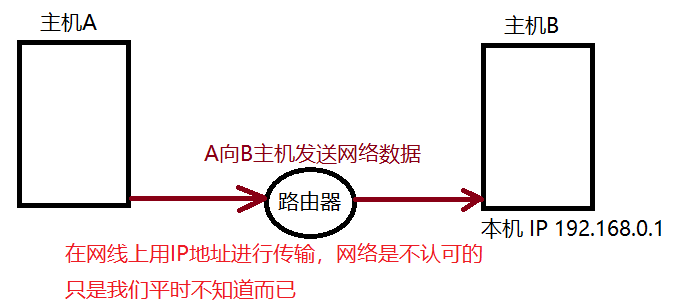 主机A
主机B
A向B主机发送网络数据
路由器
本机 IP 192.168.0.1
在网线上用IP地址进行传输，网络是不认可的
只是我们平时不知道而已